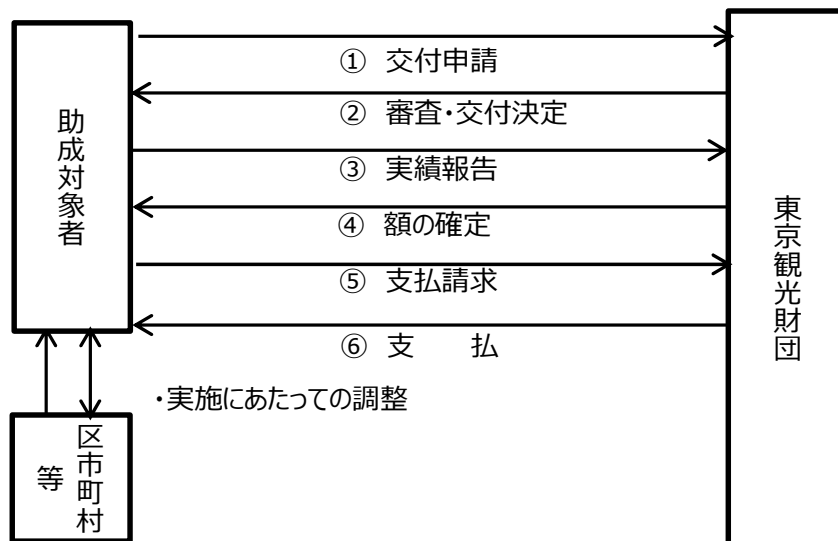 ① 交付申請
② 審査・交付決定
③ 実績報告
④ 額の確定
⑤ 支払請求
⑥ 支　　払
助成対象者
東京観光財団
・実施にあたっての調整
区市町村
等